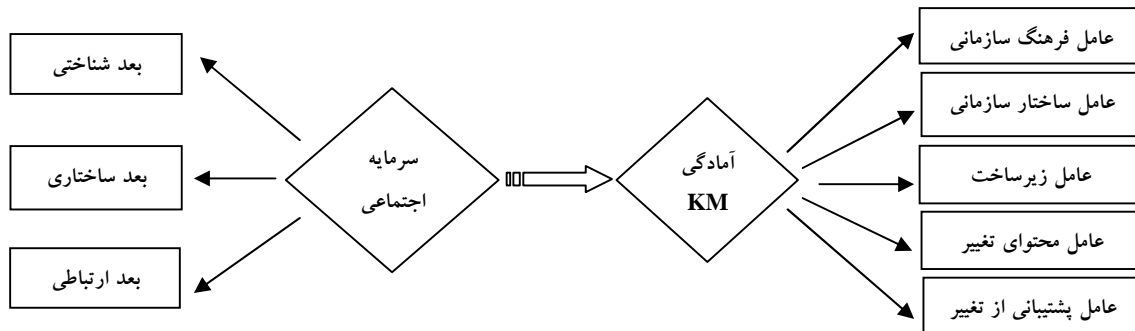 عامل فرهنگ سازمانی
عامل ساختار سازمانی
عامل زیرساخت
عامل محتوای تغییر
عامل پشتیبانی از تغییر
آمادگی
KM
سرمایه
اجتماعی
بعد شناختی
بعد ساختاری
بعد ارتباطی